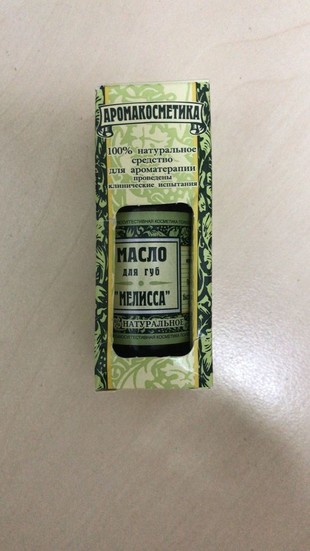 АРОМАКОСМЕТИКА
100% натуральное
средство
для ароматерапии
проведены
клинические испытания
МАСЛО
для губ
"МЕЛИССА"
НАТУРАЛЬНОЕ